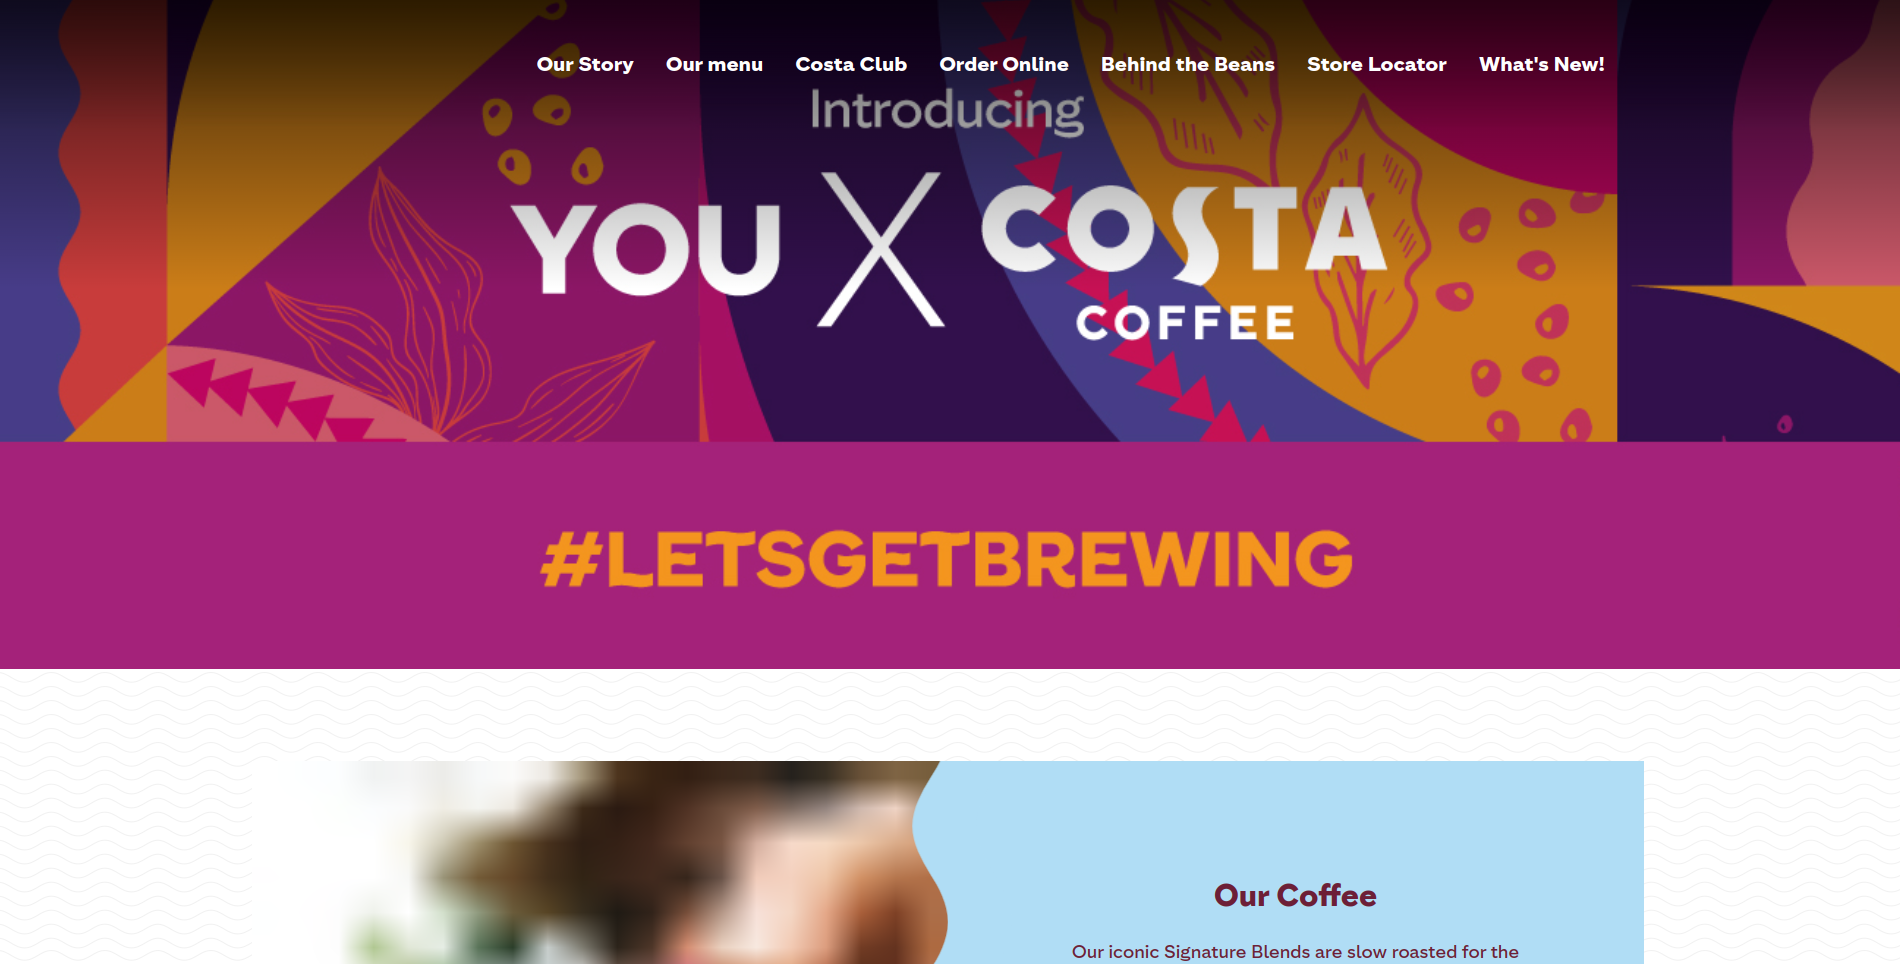 Our Story Our menu Costa Club Order Online Behind the Beans Store Locator What's New!
Introducing
YOU X COSTA
COFFEE
#LETSGETBREWING
Our Coffee
Our iconic Signature Blends are slow roasted for the